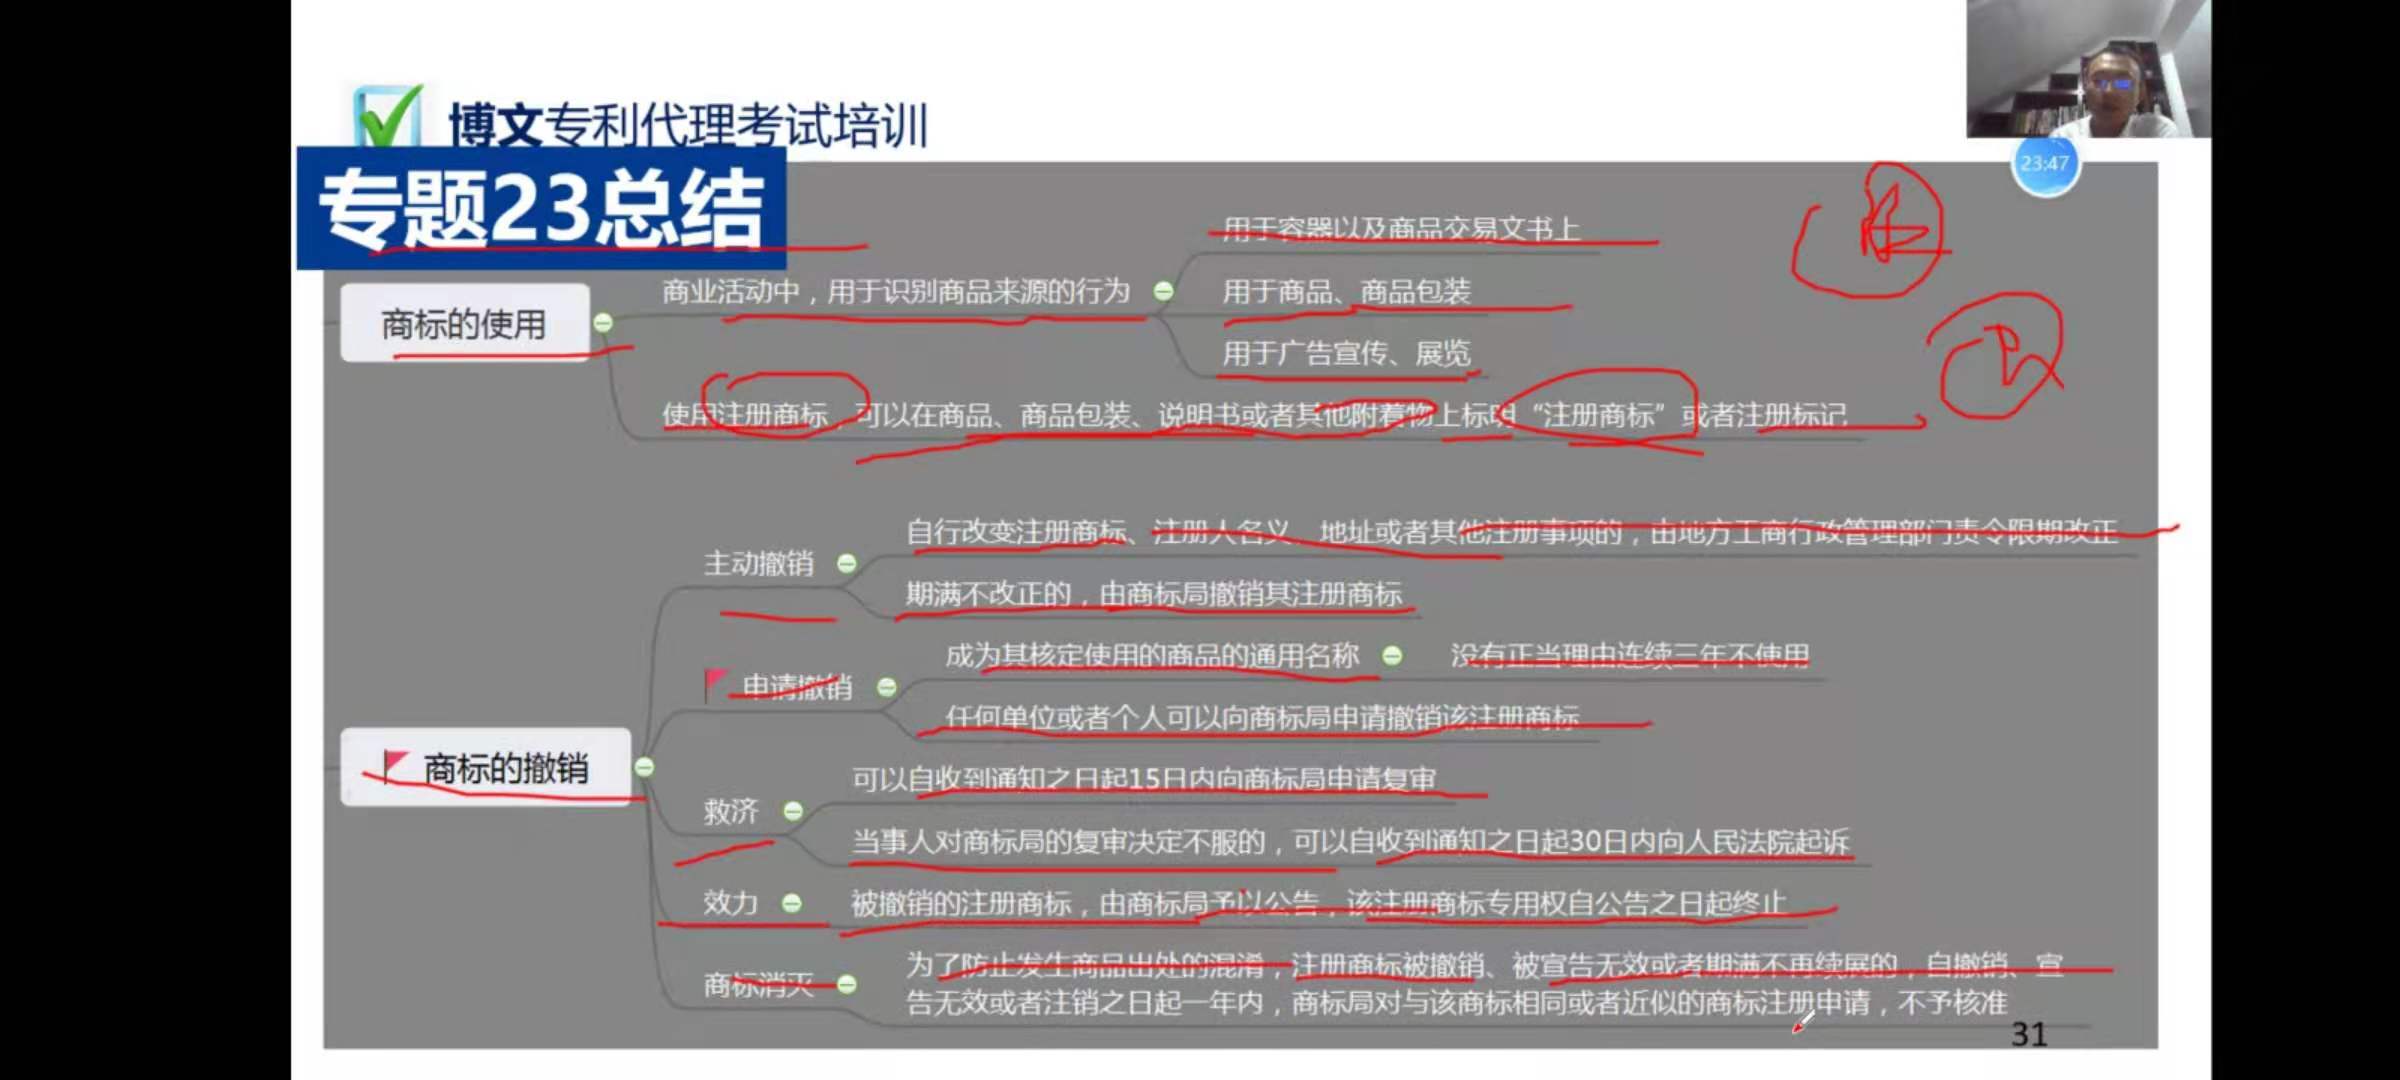 博文专利代理考试培训
23:47
专题23总结
商标的使用
商业活动中，用于识别商品来源的行为
用于容器以及商品交易文书上
用于商品、商品包装
用于广告宣传、展览
使用注册商标，可以在商品、商品包装、说明书或者其他附着物上标明“注册商标”或者注册标记
注
R
商标的撤销
主动撤销
自行改变注册商标、注册人名义、地址或者其他注册事项的，由地方工商行政管理部门责令限期改正
期满不改正的，由商标局撤销其注册商标
申请撤销
成为其核定使用的商品的通用名称
没有正当理由连续三年不使用
任何单位或者个人可以向商标局申请撤销该注册商标
救济
可以自收到通知之日起15日内向商标局申请复审
当事人对商标局的复审决定不服的，可以自收到通知之日起30日内向人民法院起诉
效力
被撤销的注册商标，由商标局予以公告，该注册商标专用权自公告之日起终止
商标消灭
为了防止发生商品出处的混淆，注册商标被撤销、被宣告无效或者期满不再续展的，自撤销、宣
告无效或者注销之日起一年内，商标局对与该商标相同或者近似的商标注册申请，不予核准
31